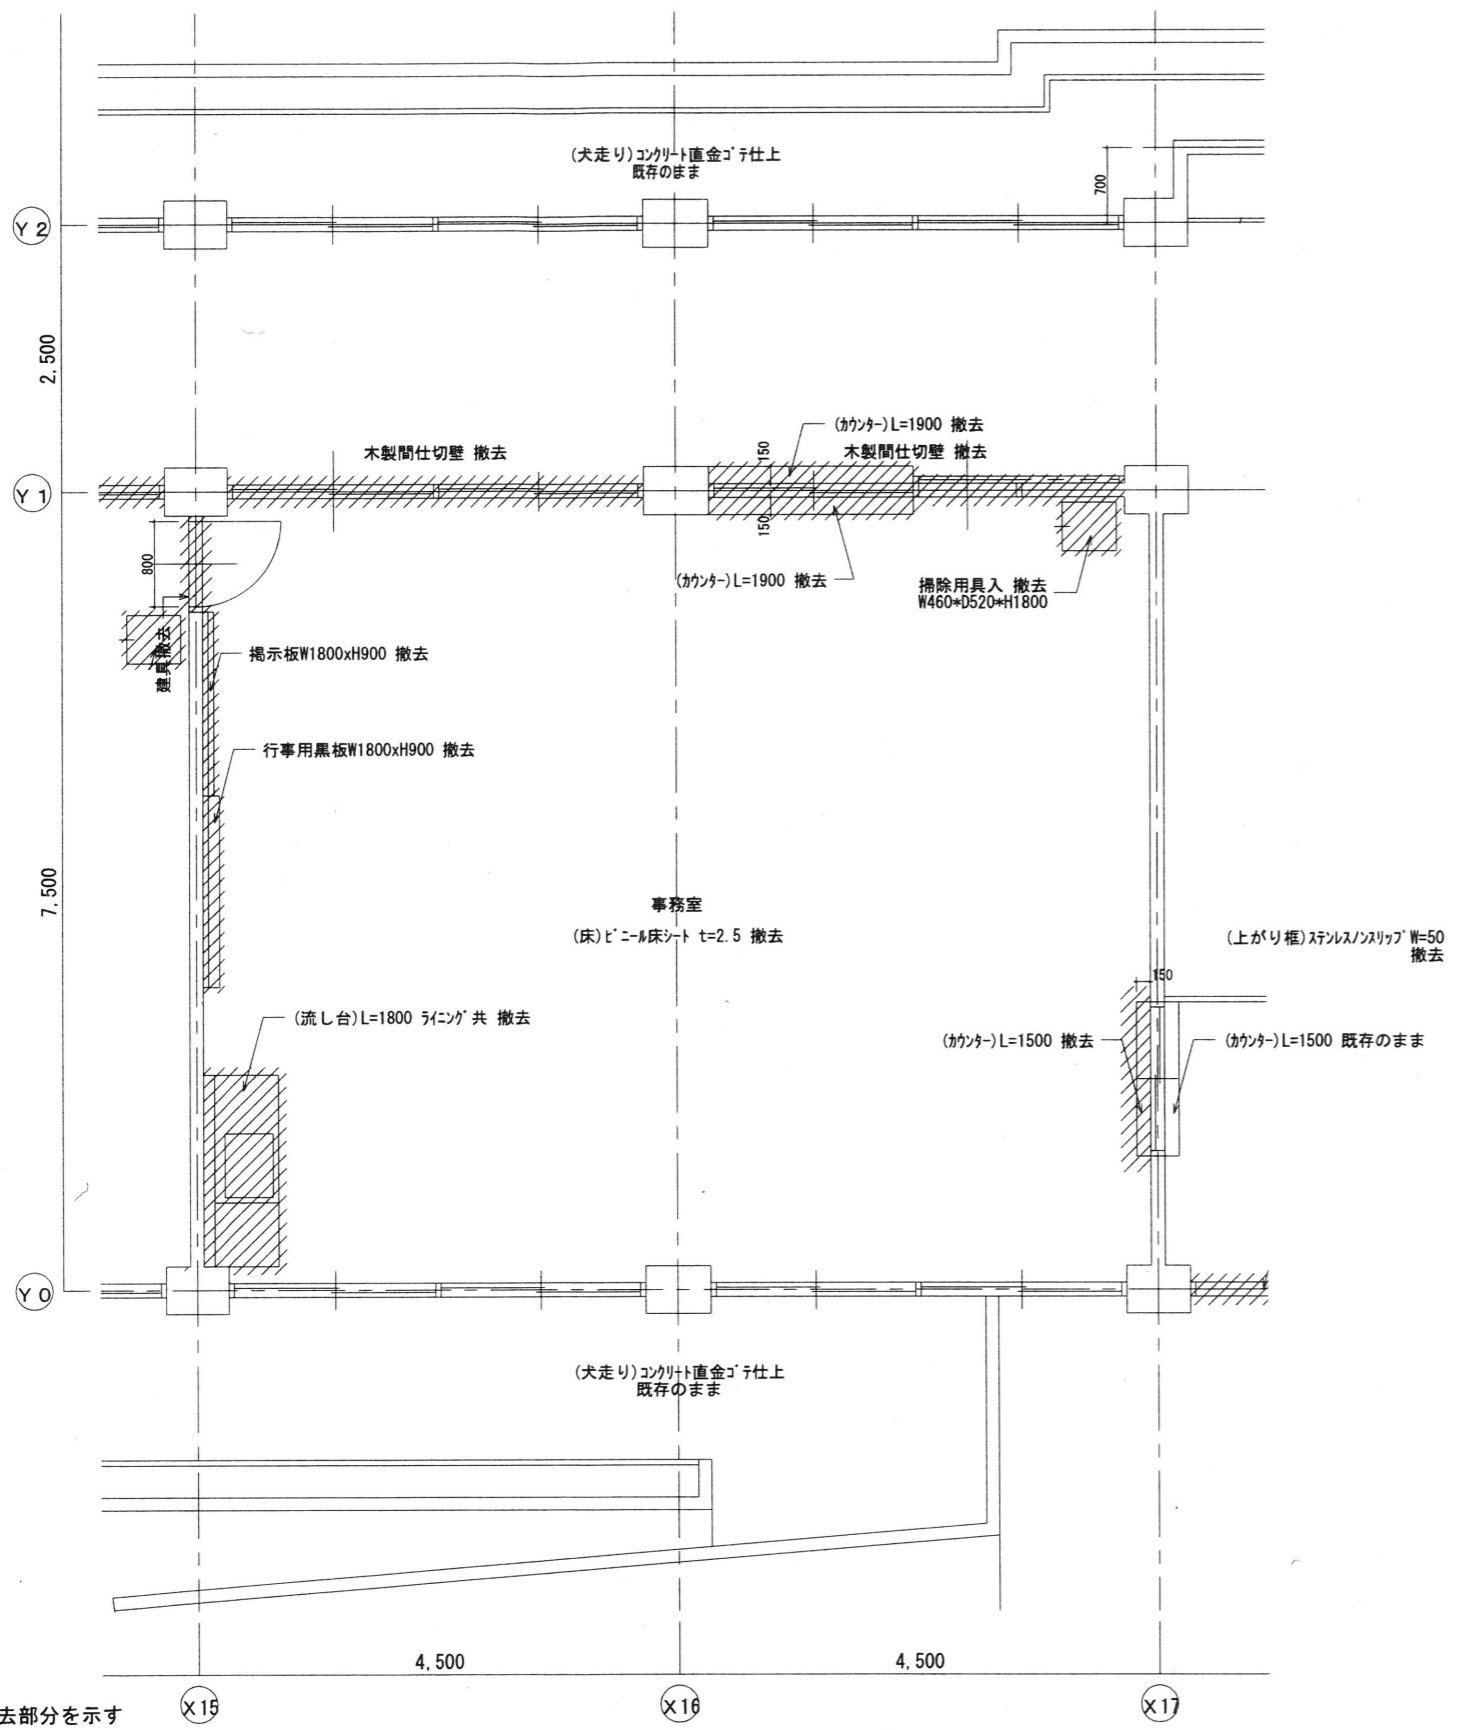 (犬走り)ｺﾝｸﾘｰﾄ直金ｺﾞﾃ仕上
既存のまま
700
Y2
2,500
(ｶｳﾝﾀｰ)L=1900 撤去
木製間仕切壁 撤去
150
木製間仕切壁 撤去
Y1
150
800
(ｶｳﾝﾀｰ)L=1900 撤去
掃除用具入 撤去
W460*D520*H1800
建具撤去
掲示板W1800xH900 撤去
行事用黒板W1800xH900 撤去
7,500
事務室
(床)ﾋﾞﾆｰﾙ床ｼｰﾄ t=2.5 撤去
(上がり框)ｽﾃﾝﾚｽﾉﾝｽﾘｯﾌﾟW=50
撤去
150
(流し台)L=1800 ﾗｲﾆﾝｸﾞ共 撤去
(ｶｳﾝﾀｰ)L=1500 撤去
(ｶｳﾝﾀｰ)L=1500 既存のまま
Y0
(犬走り)ｺﾝｸﾘｰﾄ直金ｺﾞﾃ仕上
既存のまま
4,500
4,500
X15
X16
X17
去部分を示す